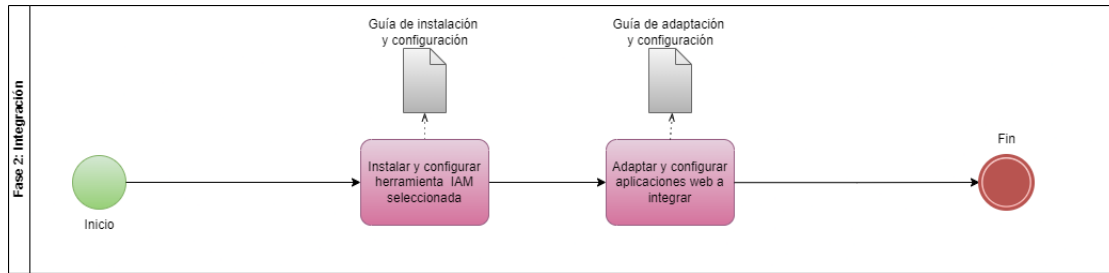 Fase 2: Integración
Inicio
Guía de instalación
y configuración
Instalar y configurar
herramienta IAM
seleccionada
Guía de adaptación
y configuración
Adaptar y configurar
aplicaciones web a
integrar
Fin